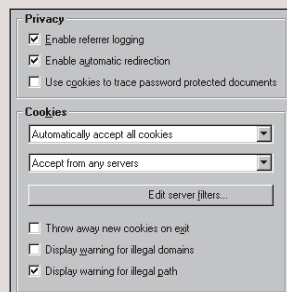 Privacy
Enable referrer logging
Enable automatic redirection
Use cookies to trace password protected documents
Cookies
Automatically accept all cookies
Accept from any servers
Edit server filters...
Throw away new cookies on exit
Display warning for illegal domains
Display warning for illegal path